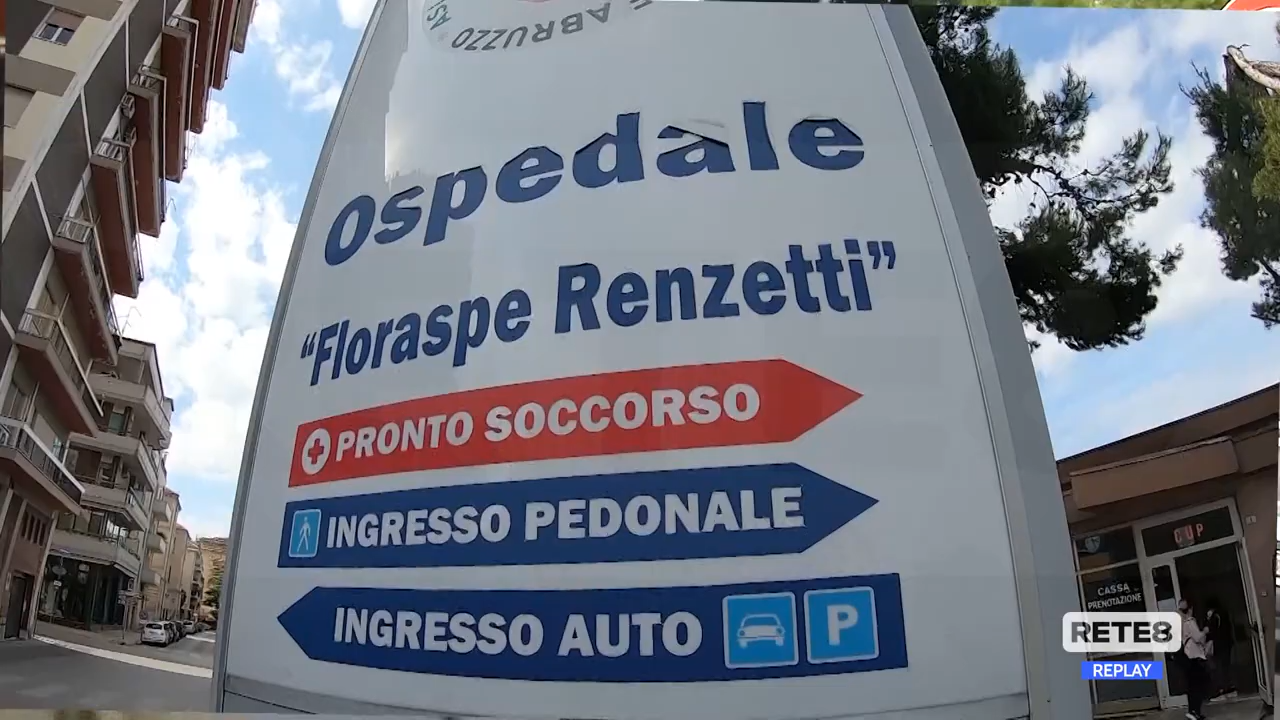 ABRUZZO
Ospedale
“Floraspe Renzetti”
PRONTO SOCCORSO
INGRESSO PEDONALE
INGRESSO AUTO P
CUP
CASSA
PRENOTAZIONE
RETE8
REPLAY